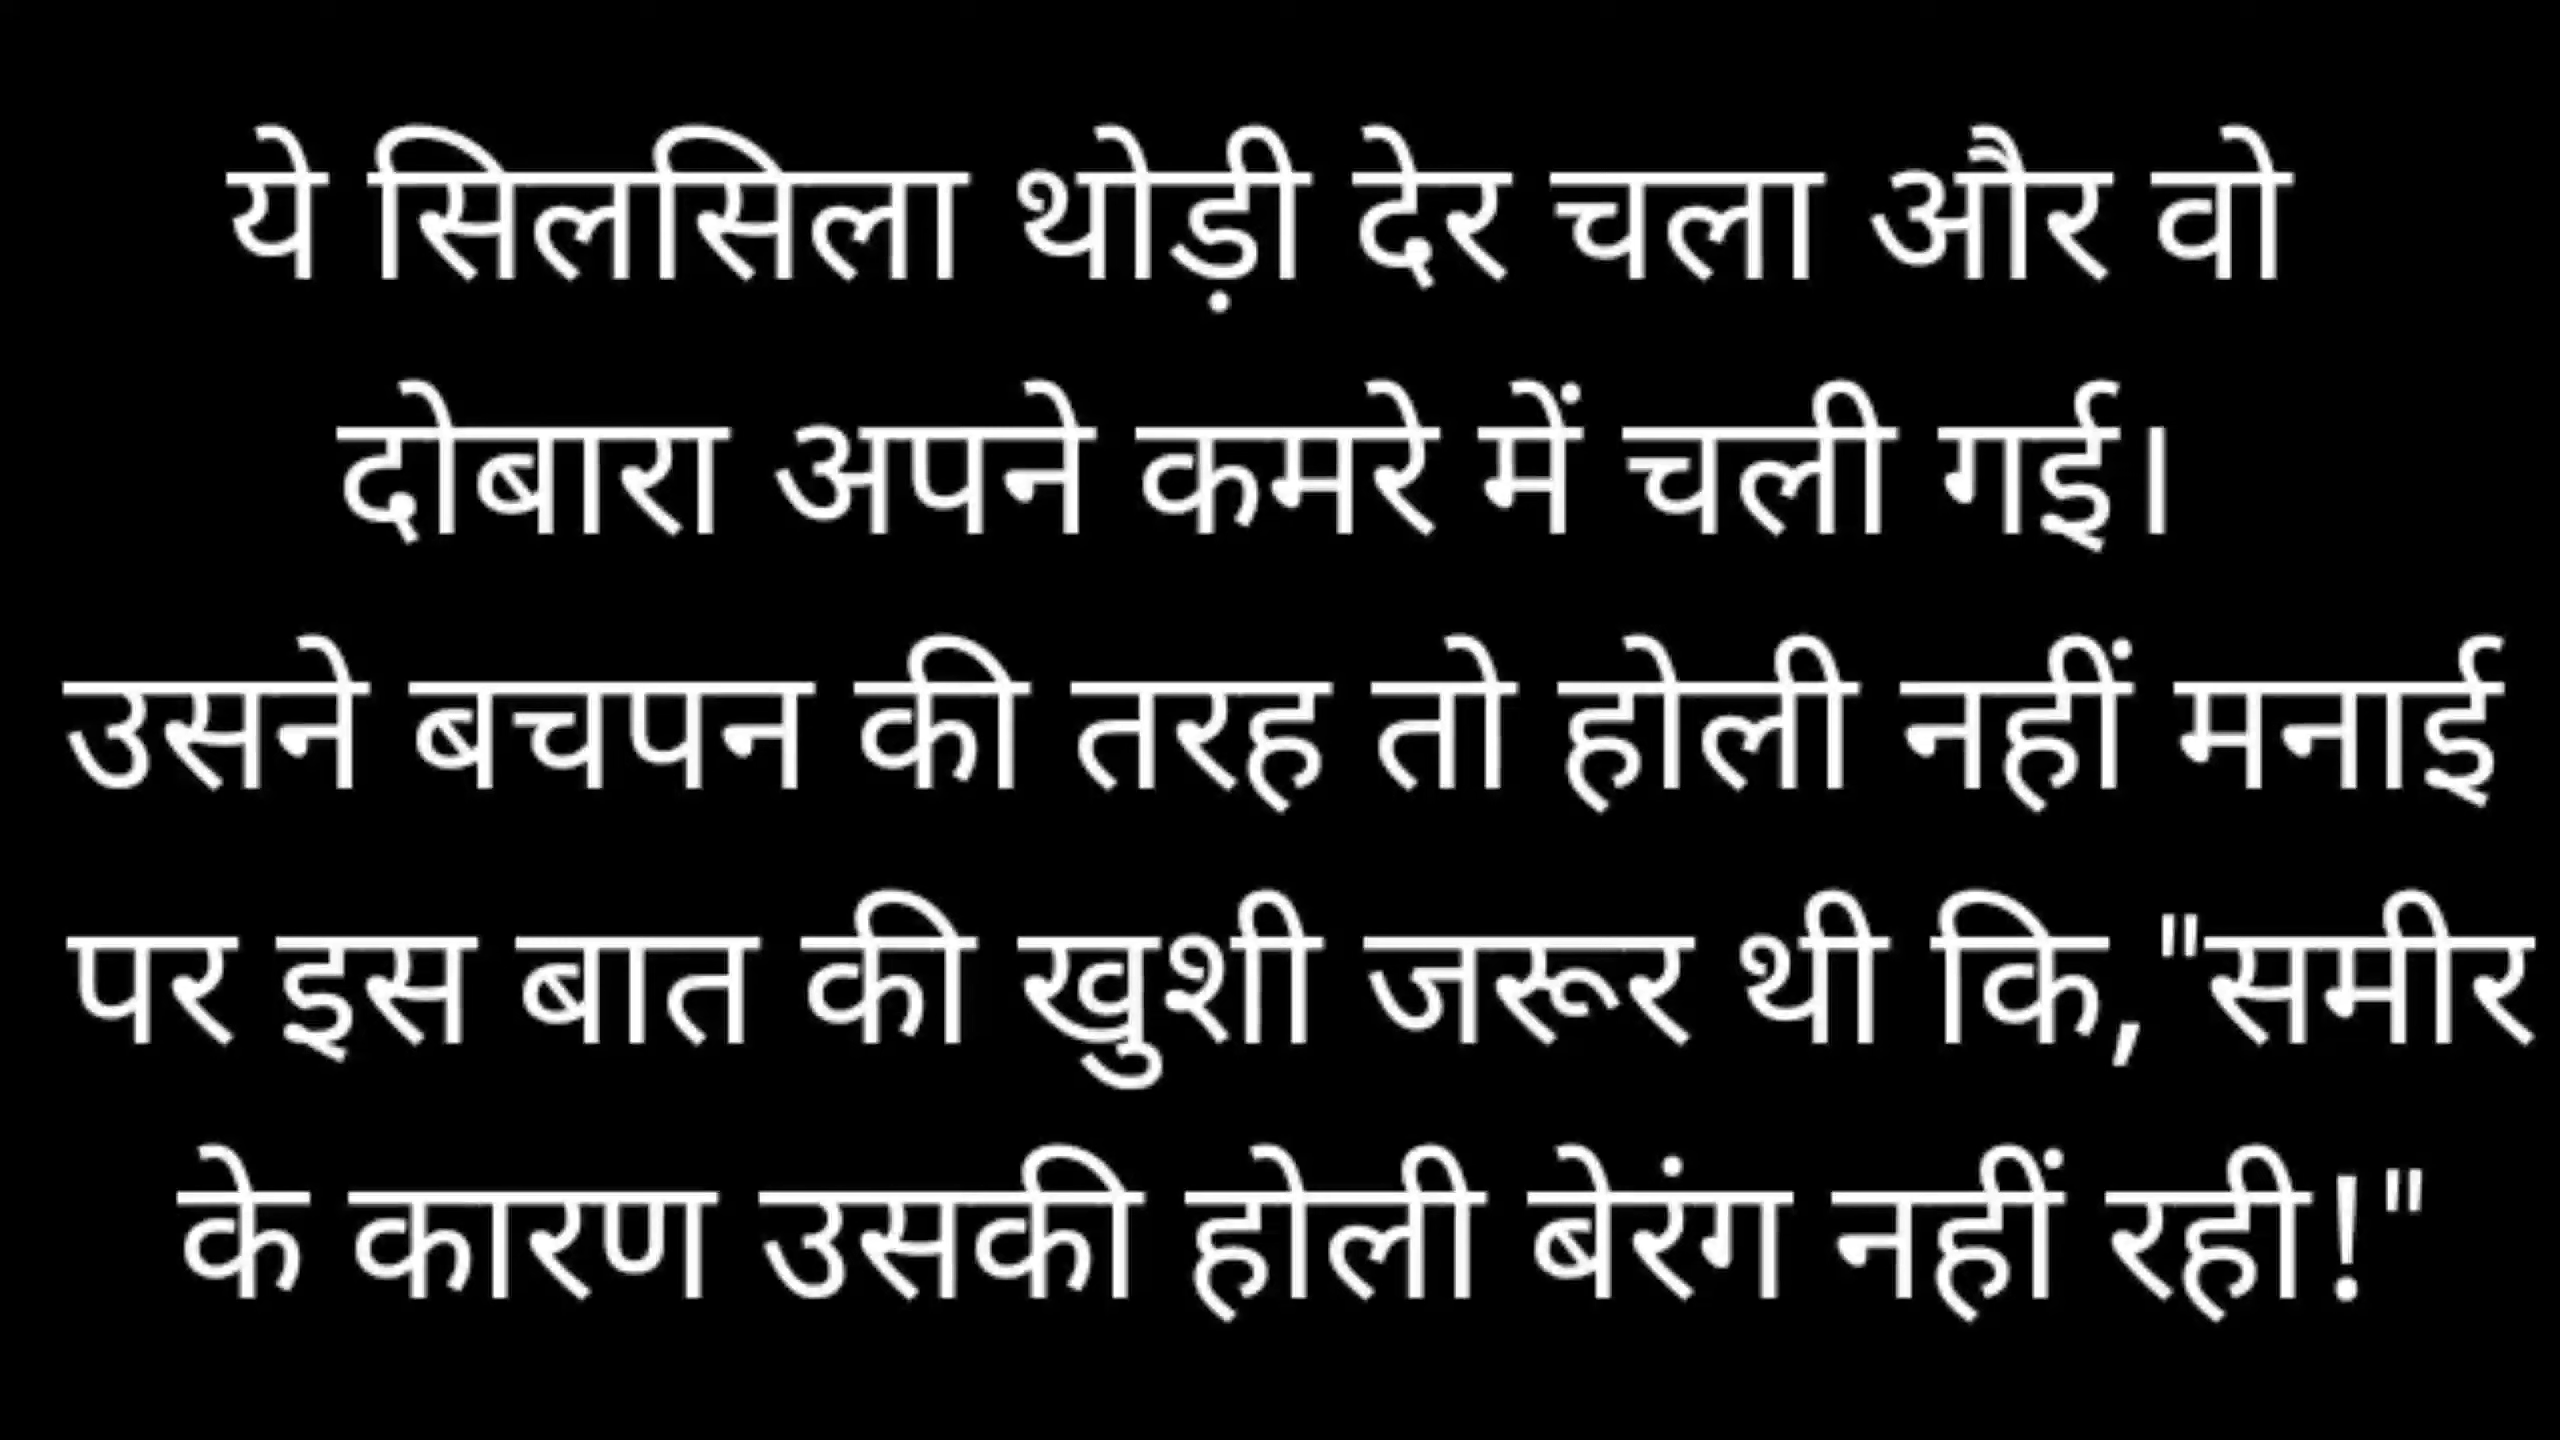 ये सिलसिला थोड़ी देर चला और वो
दोबारा अपने कमरे में चली गई।
उसने बचपन की तरह तो होली नहीं मनाई
पर इस बात की खुशी जरूर थी कि,"समीर
के कारण उसकी होली बेरंग नहीं रही!"